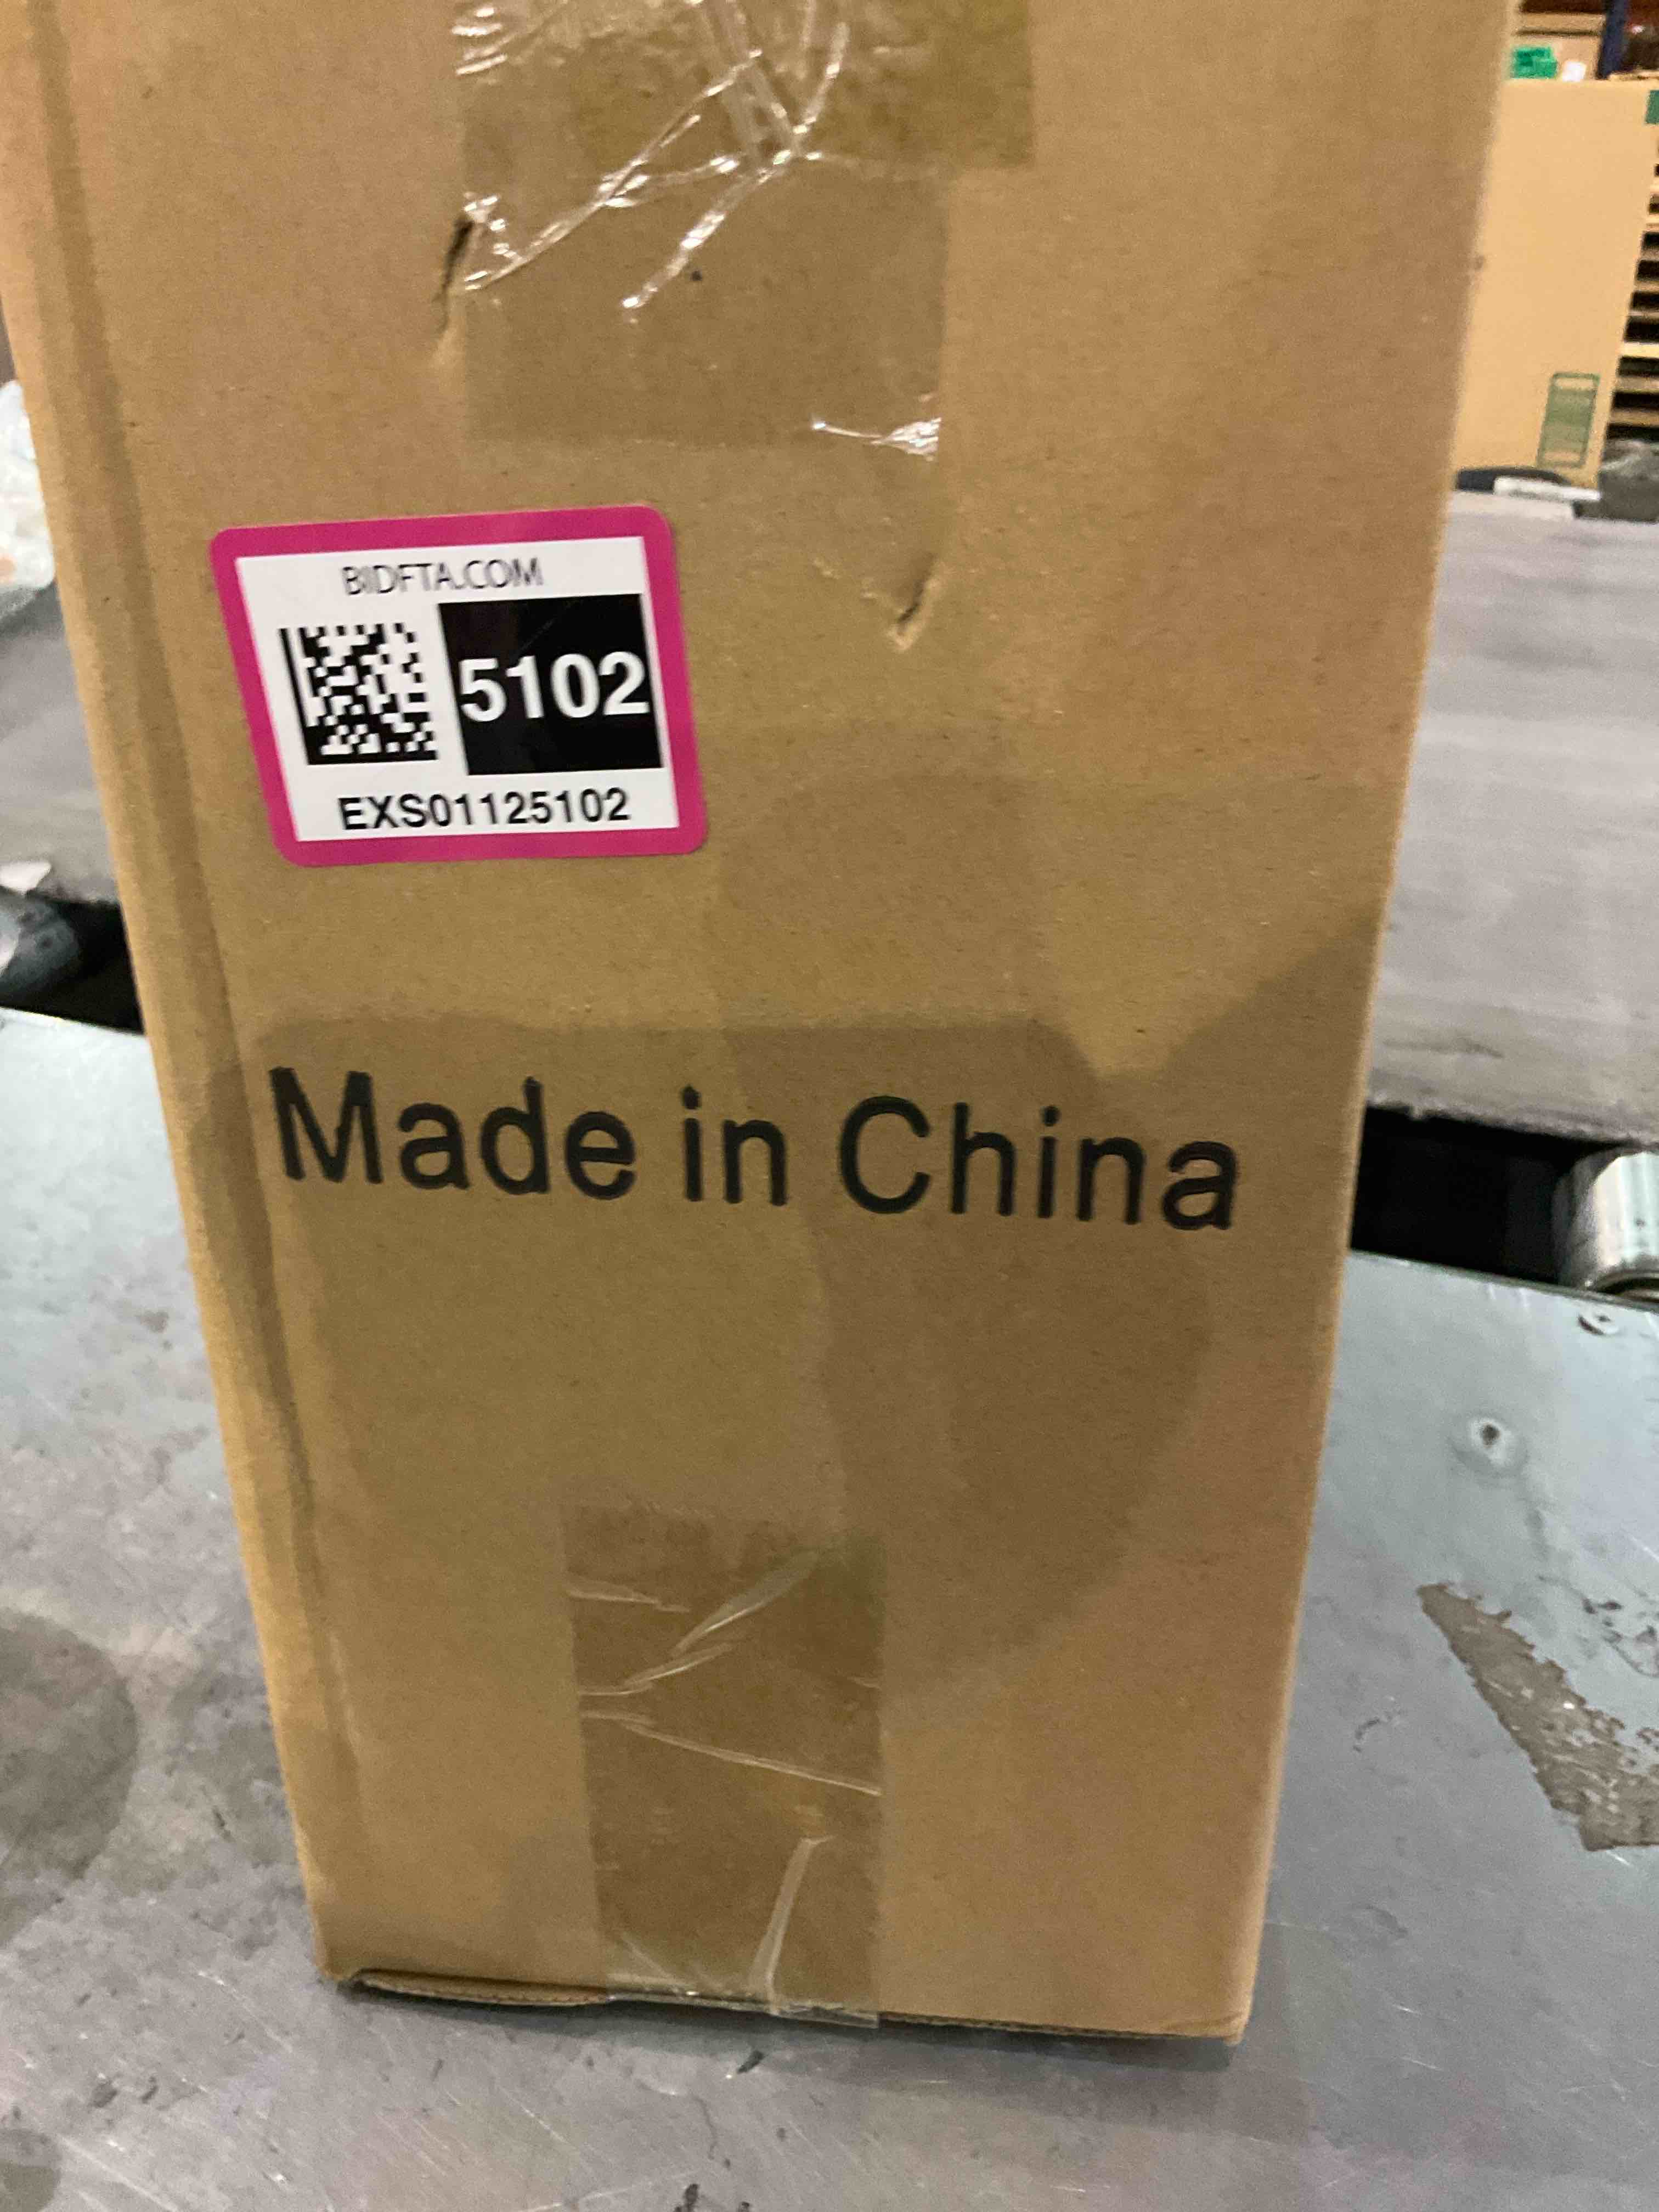 BIDFTA.COM
5102
EXS01125102
Made in China